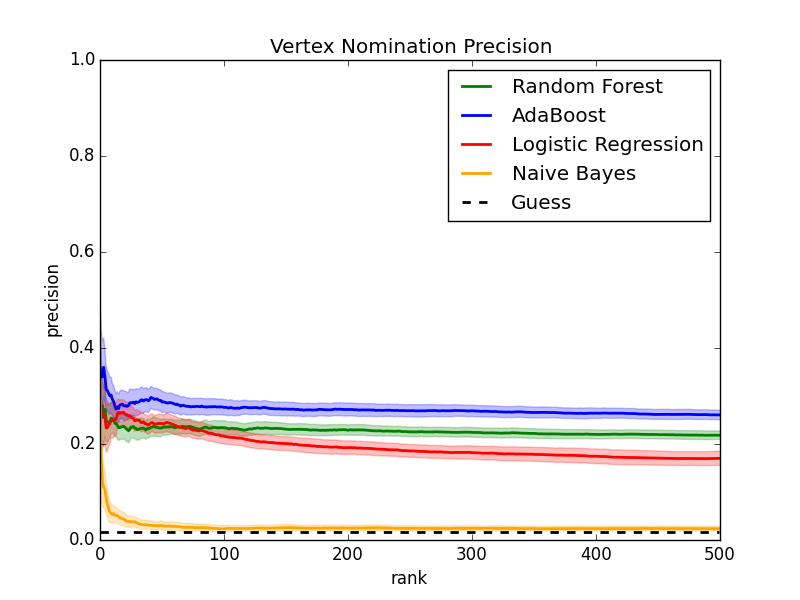 Vertex Nomination Precision
1.0
0.8
0.6
0.4
0.2
0.0
precision
Random Forest
AdaBoost
Logistic Regression
Naive Bayes
Guess
0 100 200 300 400 500
rank